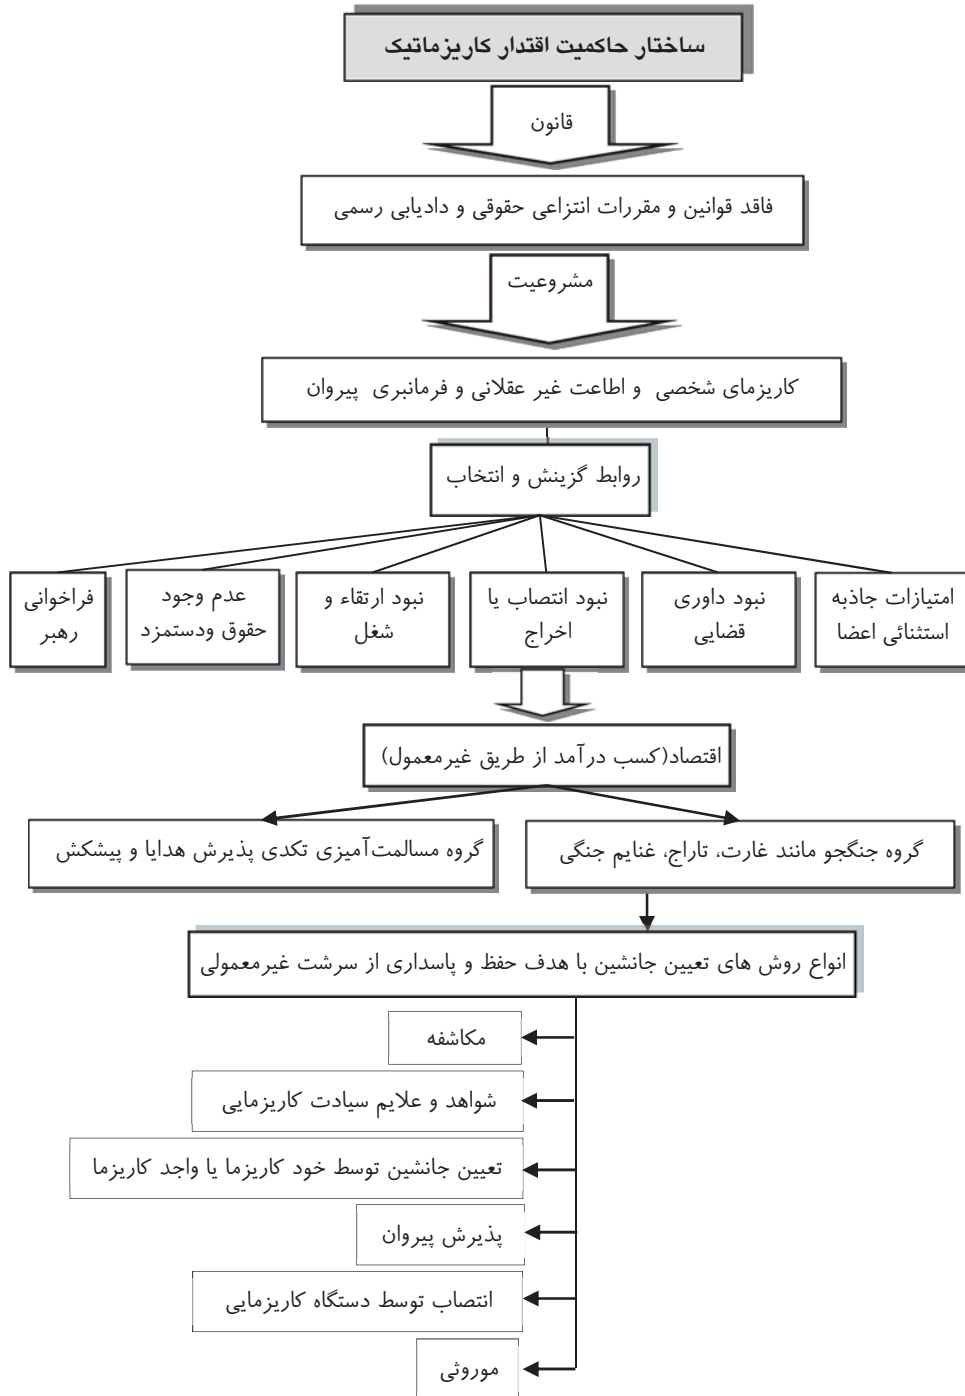 ساختار حاکمیت اقتدار کاریزماتیک
قانون
فاقد قوانین و مقررات انتزاعی حقوقی و دادیابی رسمی
مشروعیت
کاریزمای شخصی و اطاعت غیر عقلانی و فرمانبری پیروان
روابط گزینش و انتخاب
امتیازات جاذبه
استثنائی اعضا
نبود داوری
قضایی
نبود انتصاب یا
اخراج
نبود ارتقاء و
شغل
عدم وجود
حقوق ودستمزد
فراخوانی
رهبر
اقتصاد(کسب درآمد از طریق غیرمعمول)
گروه جنگجو مانند غارت، تاراج، غنایم جنگی
گروه مسالمت‌آمیزی تکدی پذیرش هدایا و پیشکش
انواع روش های تعیین جانشین با هدف حفظ و پاسداری از سرشت غیرمعمولی
مکاشفه
شواهد و علایم سیادت کاریزمایی
تعیین جانشین توسط خود کاریزما یا واجد کاریزما
پذیرش پیروان
انتصاب توسط دستگاه کاریزمایی
موروثی